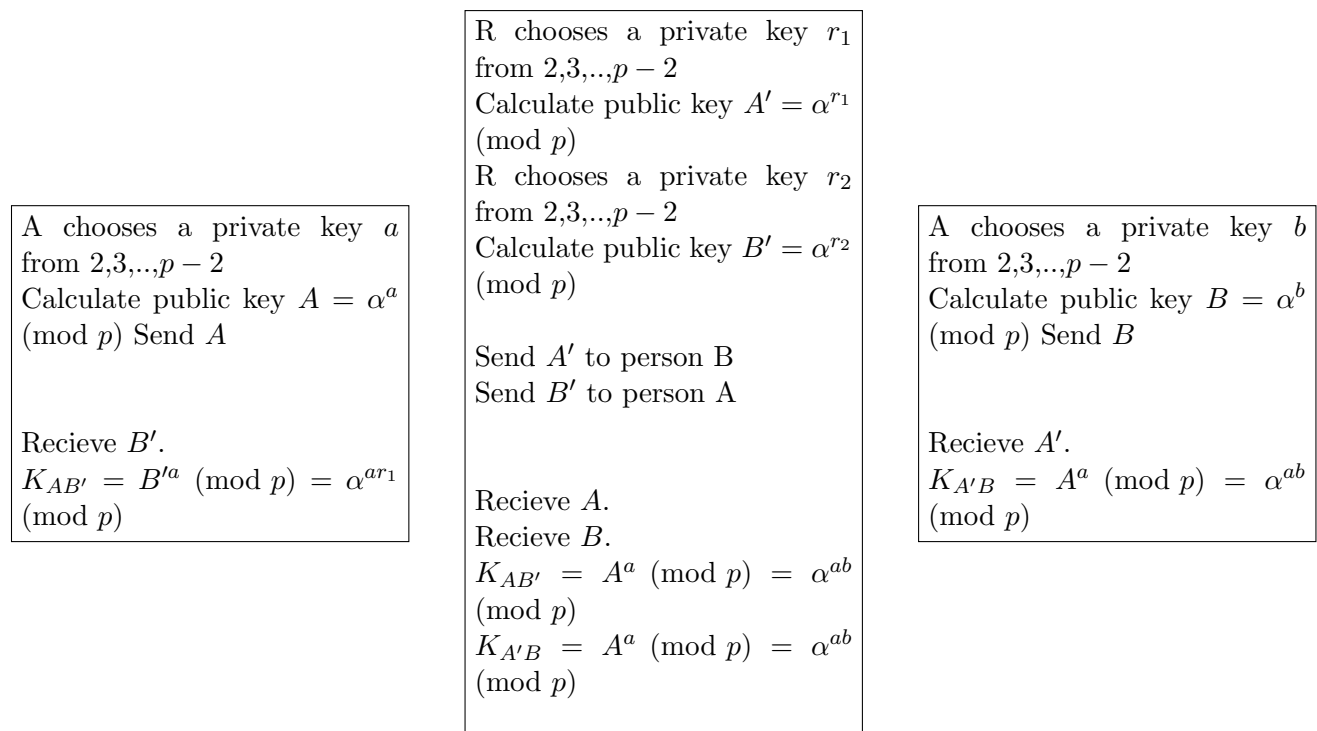 A chooses a private key a
from 2,3,..,p − 2
Calculate public key A = α^a
(mod p) Send A
Recieve B′.
K_{AB′} = B′^a (mod p) = α^{ar_1}
(mod p)
R chooses a private key r_1
from 2,3,..,p − 2
Calculate public key A′ = α^{r_1}
(mod p)
R chooses a private key r_2
from 2,3,..,p − 2
Calculate public key B′ = α^{r_2}
(mod p)
Send A′ to person B
Send B′ to person A
Recieve A.
Recieve B.
K_{AB′} = A^a (mod p) = α^{ab}
(mod p)
K_{A′B} = A^a (mod p) = α^{ab}
(mod p)
A chooses a private key b
from 2,3,..,p − 2
Calculate public key B = α^b
(mod p) Send B
Recieve A′.
K_{A′B} = A^a (mod p) = α^{ab}
(mod p)